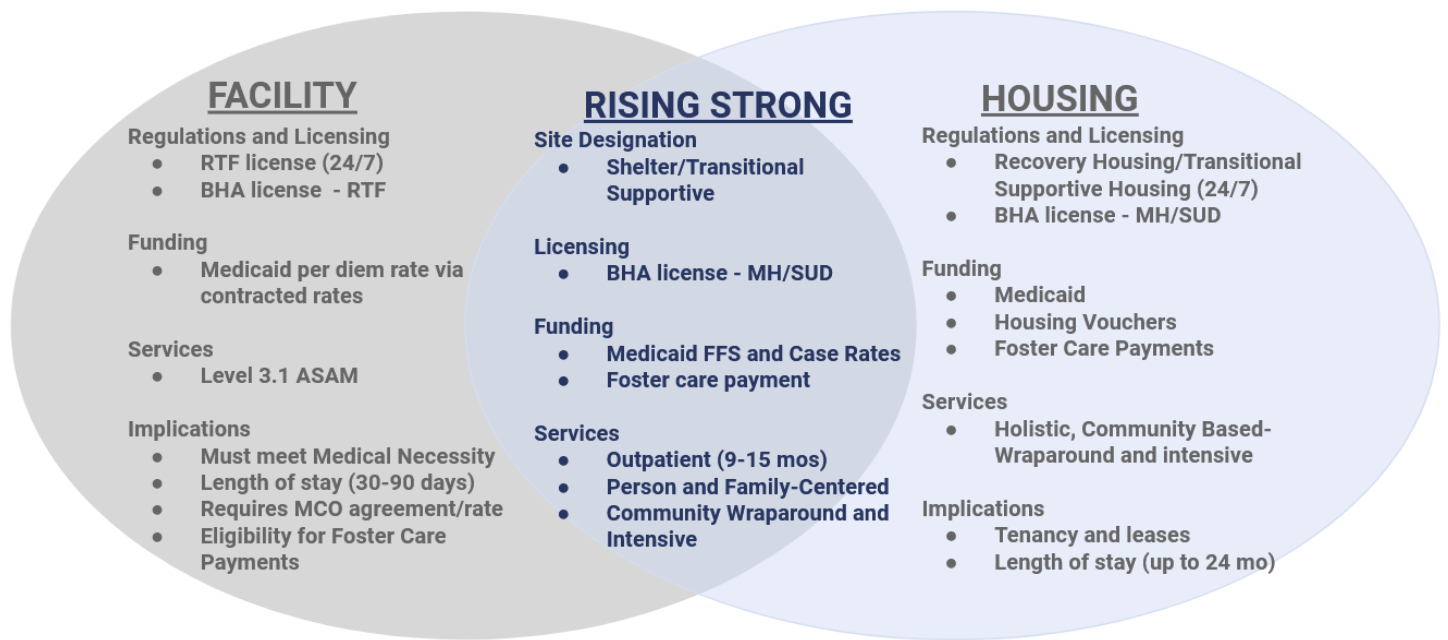 FACILITY
Regulations and Licensing
● RTF license (24/7)
● BHA license - RTF
Funding
● Medicaid per diem rate via
contracted rates
Services
● Level 3.1 ASAM
Implications
● Must meet Medical Necessity
● Length of stay (30-90 days)
● Requires MCO agreement/rate
● Eligibility for Foster Care
Payments
RISING STRONG
Site Designation
● Shelter/Transitional
Supportive
Licensing
● BHA license - MH/SUD
Funding
● Medicaid FFS and Case Rates
● Foster care payment
Services
● Outpatient (9-15 mos)
● Person and Family-Centered
● Community Wraparound and
Intensive
HOUSING
Regulations and Licensing
● Recovery Housing/Transitional
Supportive Housing (24/7)
● BHA license - MH/SUD
Funding
● Medicaid
● Housing Vouchers
● Foster Care Payments
Services
● Holistic, Community Based-
Wraparound and intensive
Implications
● Tenancy and leases
● Length of stay (up to 24 mo)